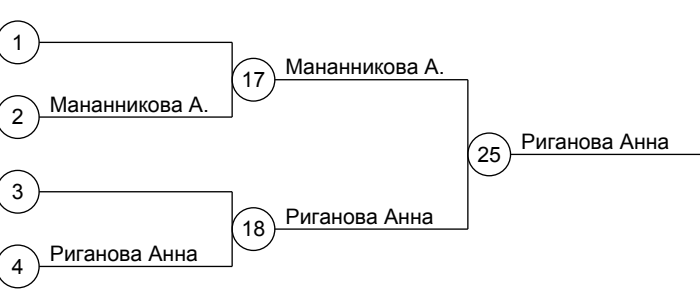 1
17 Мананникова А.
2 Мананникова А.
25 Риганова Анна
3
18 Риганова Анна
4 Риганова Анна